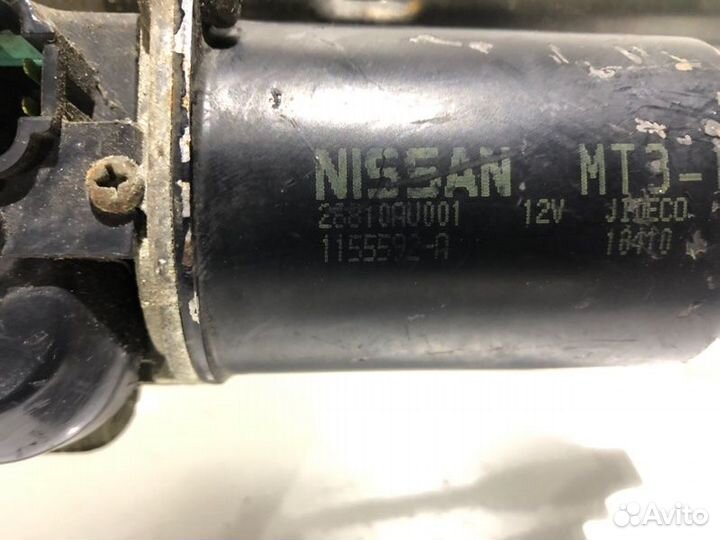 NISSAN MT3-
28810AU001 12V JIDECO
1155592-A 18410
Avito